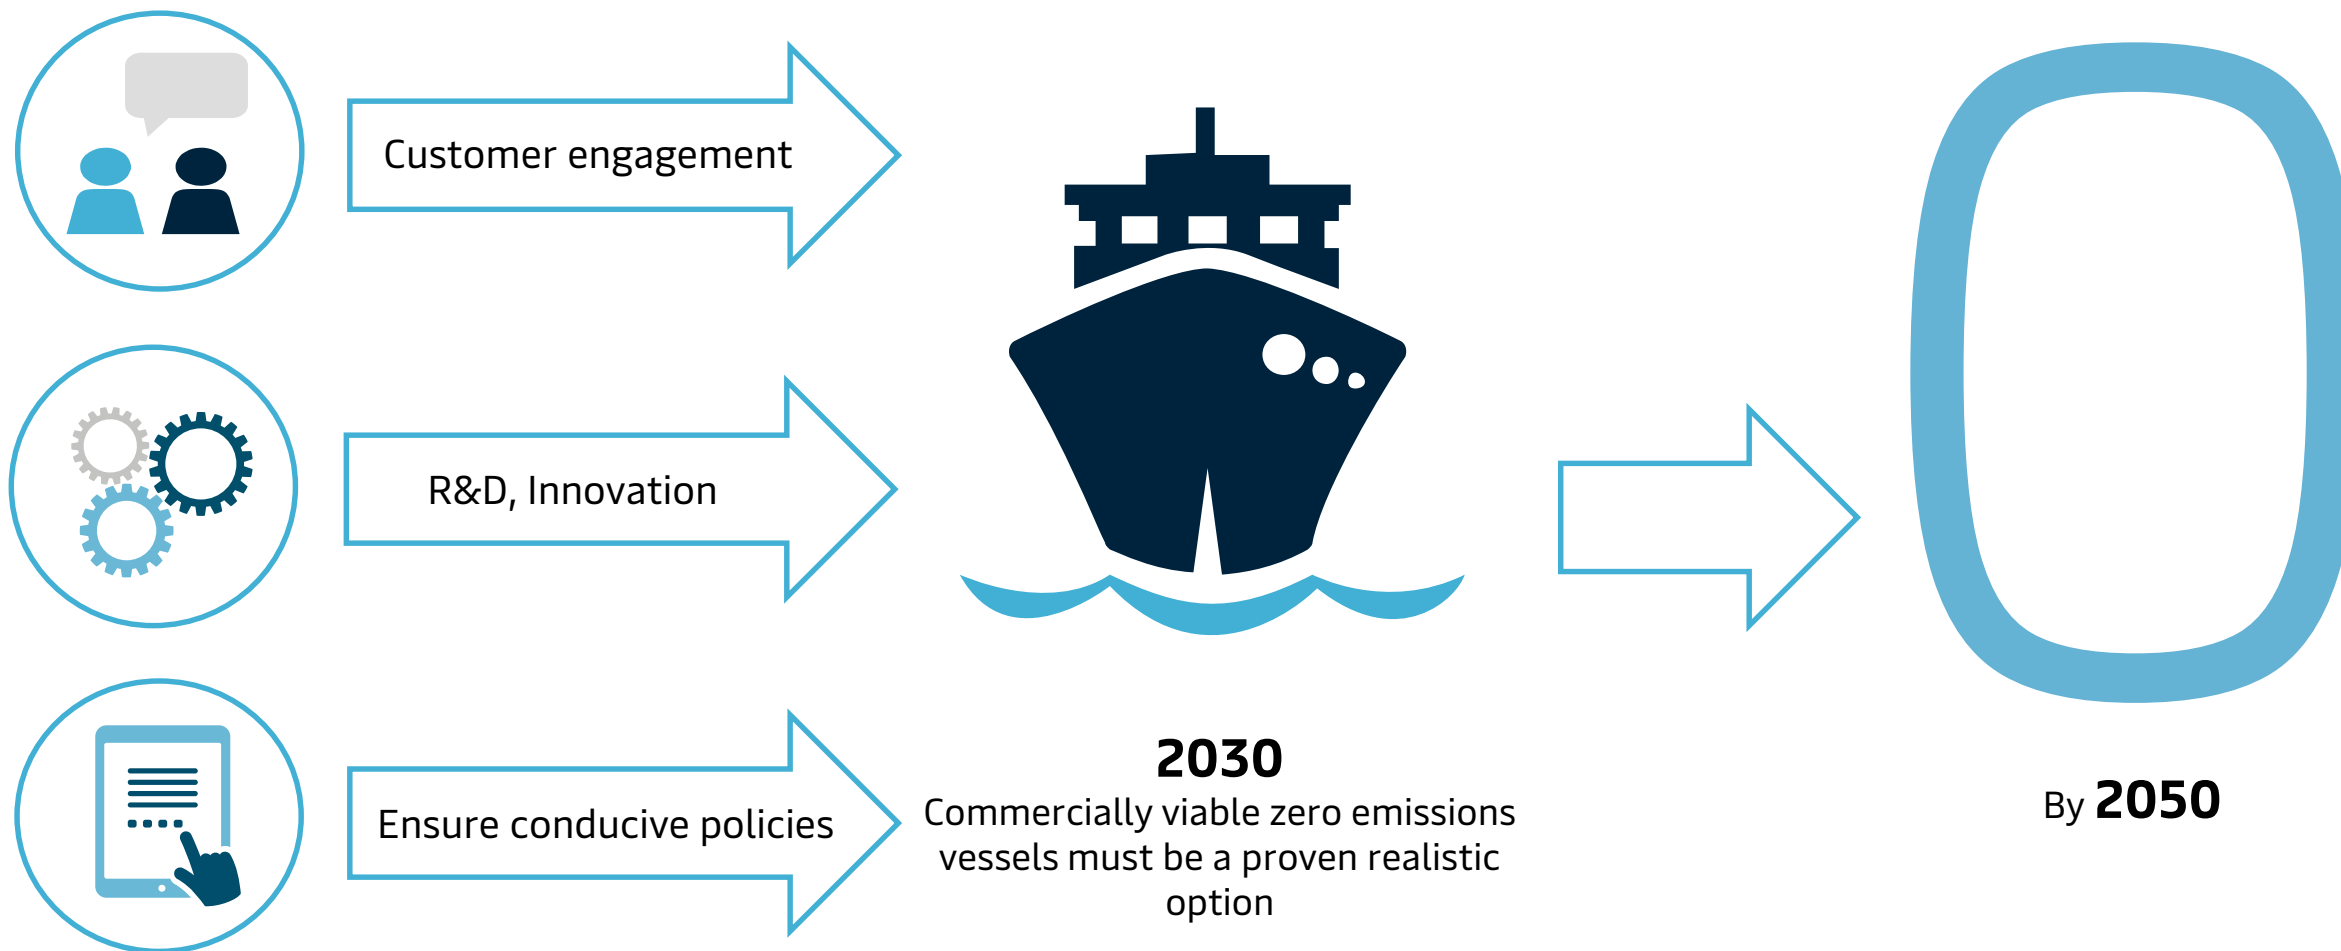 Customer engagement
R&D, Innovation
Ensure conducive policies
2030
Commercially viable zero emissions
vessels must be a proven realistic
option
0
By 2050